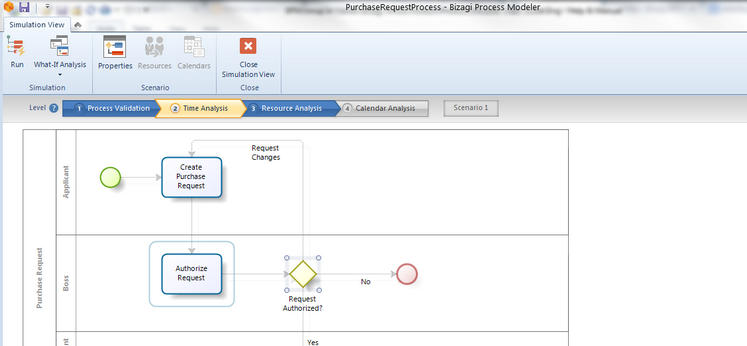 PurchaseRequestProcess - Bizagi Process Modeler
Simulation View
Run
What-If Analysis
Properties
Resources
Calendars
Close
Simulation View
Simulation
Scenario
Close
Level ? 1 Process Validation 2 Time Analysis 3 Resource Analysis 4 Calendar Analysis Scenario 1
Purchase Request
Applicant
Create
Purchase
Request
Request
Changes
Boss
Authorize
Request
Request
Authorized?
No
Yes